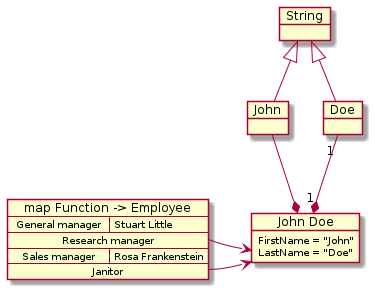 String
John
Doe
1
1
map Function -> Employee
General manager Stuart Little
Research manager
Sales manager Rosa Frankenstein
Janitor
John Doe
FirstName = "John"
LastName = "Doe"